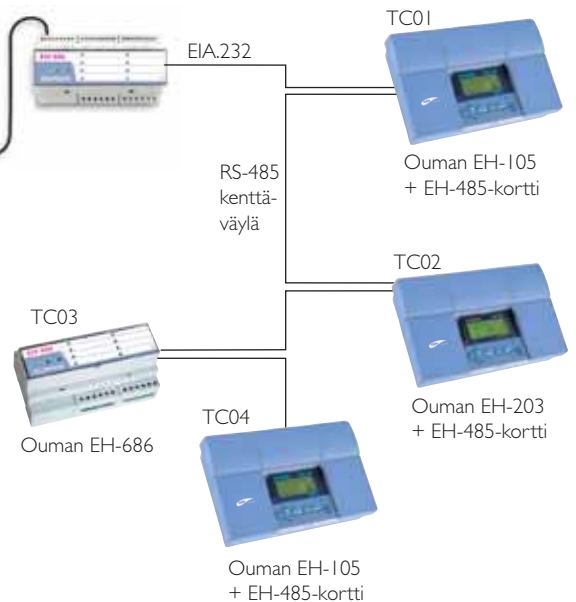 TC01
EIA.232
Ouman EH-105
+ EH-485-kortti
RS-485
kenttä-
väylä
TC02
TC03
Ouman EH-203
+ EH-485-kortti
Ouman EH-686
TC04
Ouman EH-105
+ EH-485-kortti